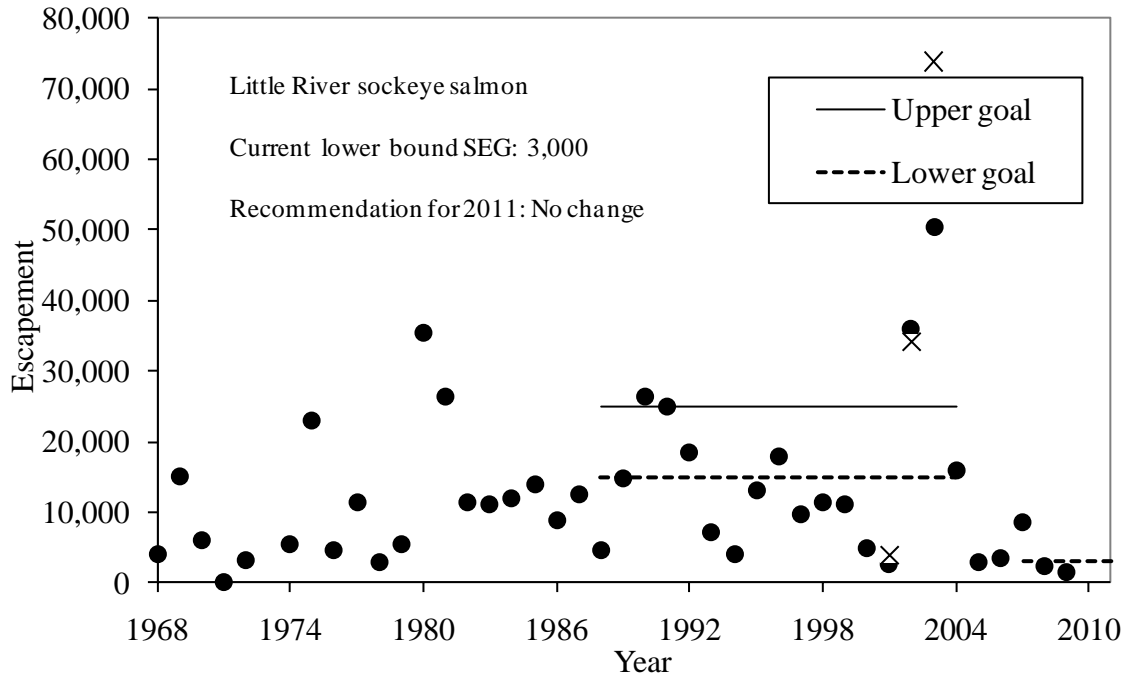 80,000
70,000
60,000
50,000
40,000
30,000
20,000
10,000
0
Escapement
Little River sockeye salmon
Current lower bound SEG: 3,000
Recommendation for 2011: No change
Upper goal
Lower goal
1968 1974 1980 1986 1992 1998 2004 2010
Year